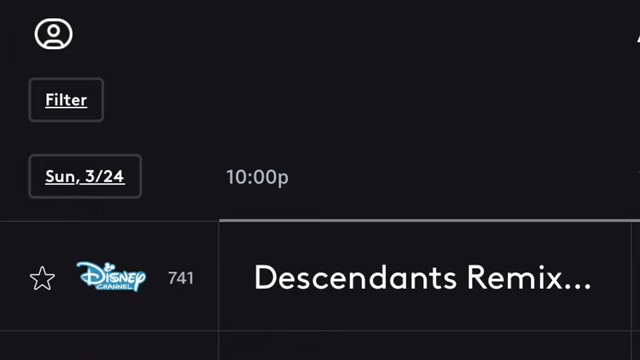 Filter
Sun, 3/24
10:00p
Disney
CHANNEL
741
Descendants Remix...